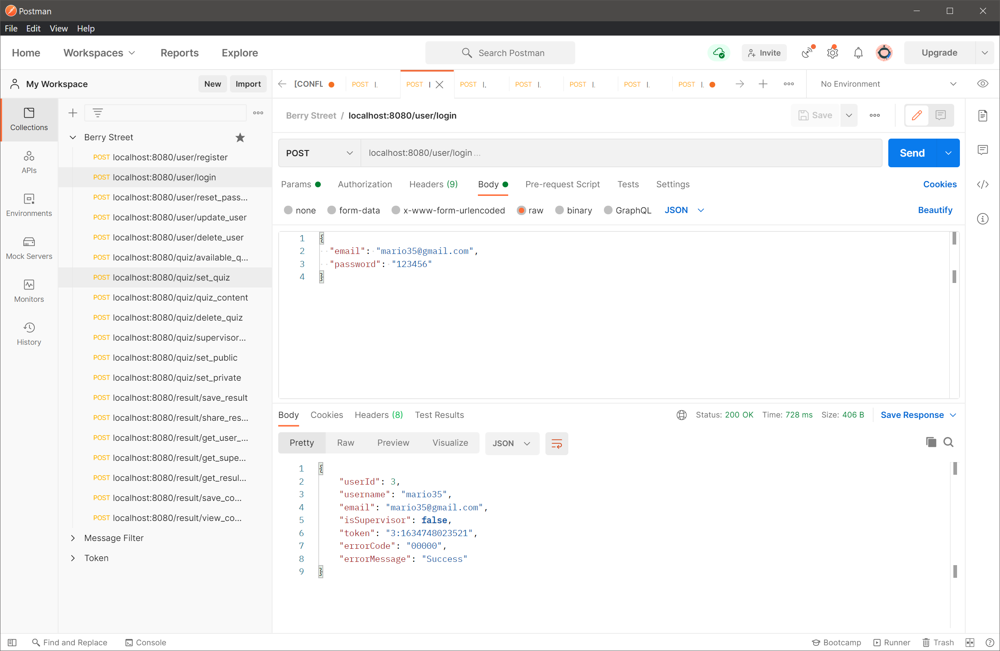 Postman
File Edit View Help
Home Workspaces Reports Explore Search Postman Invite Upgrade
My Workspace New Import [CONFL POST l. POST l POST l. POST l. POST l. POST l. POST l. No Environment
Collections
APIs
Environments
Mock Servers
Monitors
History
Berry Street
POST localhost:8080/user/register
POST localhost:8080/user/login
POST localhost:8080/user/reset_pass...
POST localhost:8080/user/update_user
POST localhost:8080/user/delete_user
POST localhost:8080/quiz/available_q...
POST localhost:8080/quiz/set_quiz
POST localhost:8080/quiz/quiz_content
POST localhost:8080/quiz/delete_quiz
POST localhost:8080/quiz/supervisor...
POST localhost:8080/quiz/set_public
POST localhost:8080/quiz/set_private
POST localhost:8080/result/save_result
POST localhost:8080/result/share_res...
POST localhost:8080/result/get_user_...
POST localhost:8080/result/get_supe...
POST localhost:8080/result/get_resul...
POST localhost:8080/result/save_co...
POST localhost:8080/result/view_co...
Message Filter
Token
Berry Street / localhost:8080/user/login Save
POST localhost:8080/user/login ... Send
Params Authorization Headers (9) Body Pre-request Script Tests Settings Cookies
none form-data x-www-form-urlencoded raw binary GraphQL JSON Beautify
1 {
2 "email": "mario35@gmail.com",
3 "password": "123456"
4 }
Body Cookies Headers (8) Test Results Status: 200 OK Time: 728 ms Size: 406 B Save Response
Pretty Raw Preview Visualize JSON
1 {
2 "userId": 3,
3 "username": "mario35",
4 "email": "mario35@gmail.com",
5 "isSupervisor": false,
6 "token": "3:1634748023521",
7 "errorCode": "00000",
8 "errorMessage": "Success"
9 }
Find and Replace Console Bootcamp Runner Trash